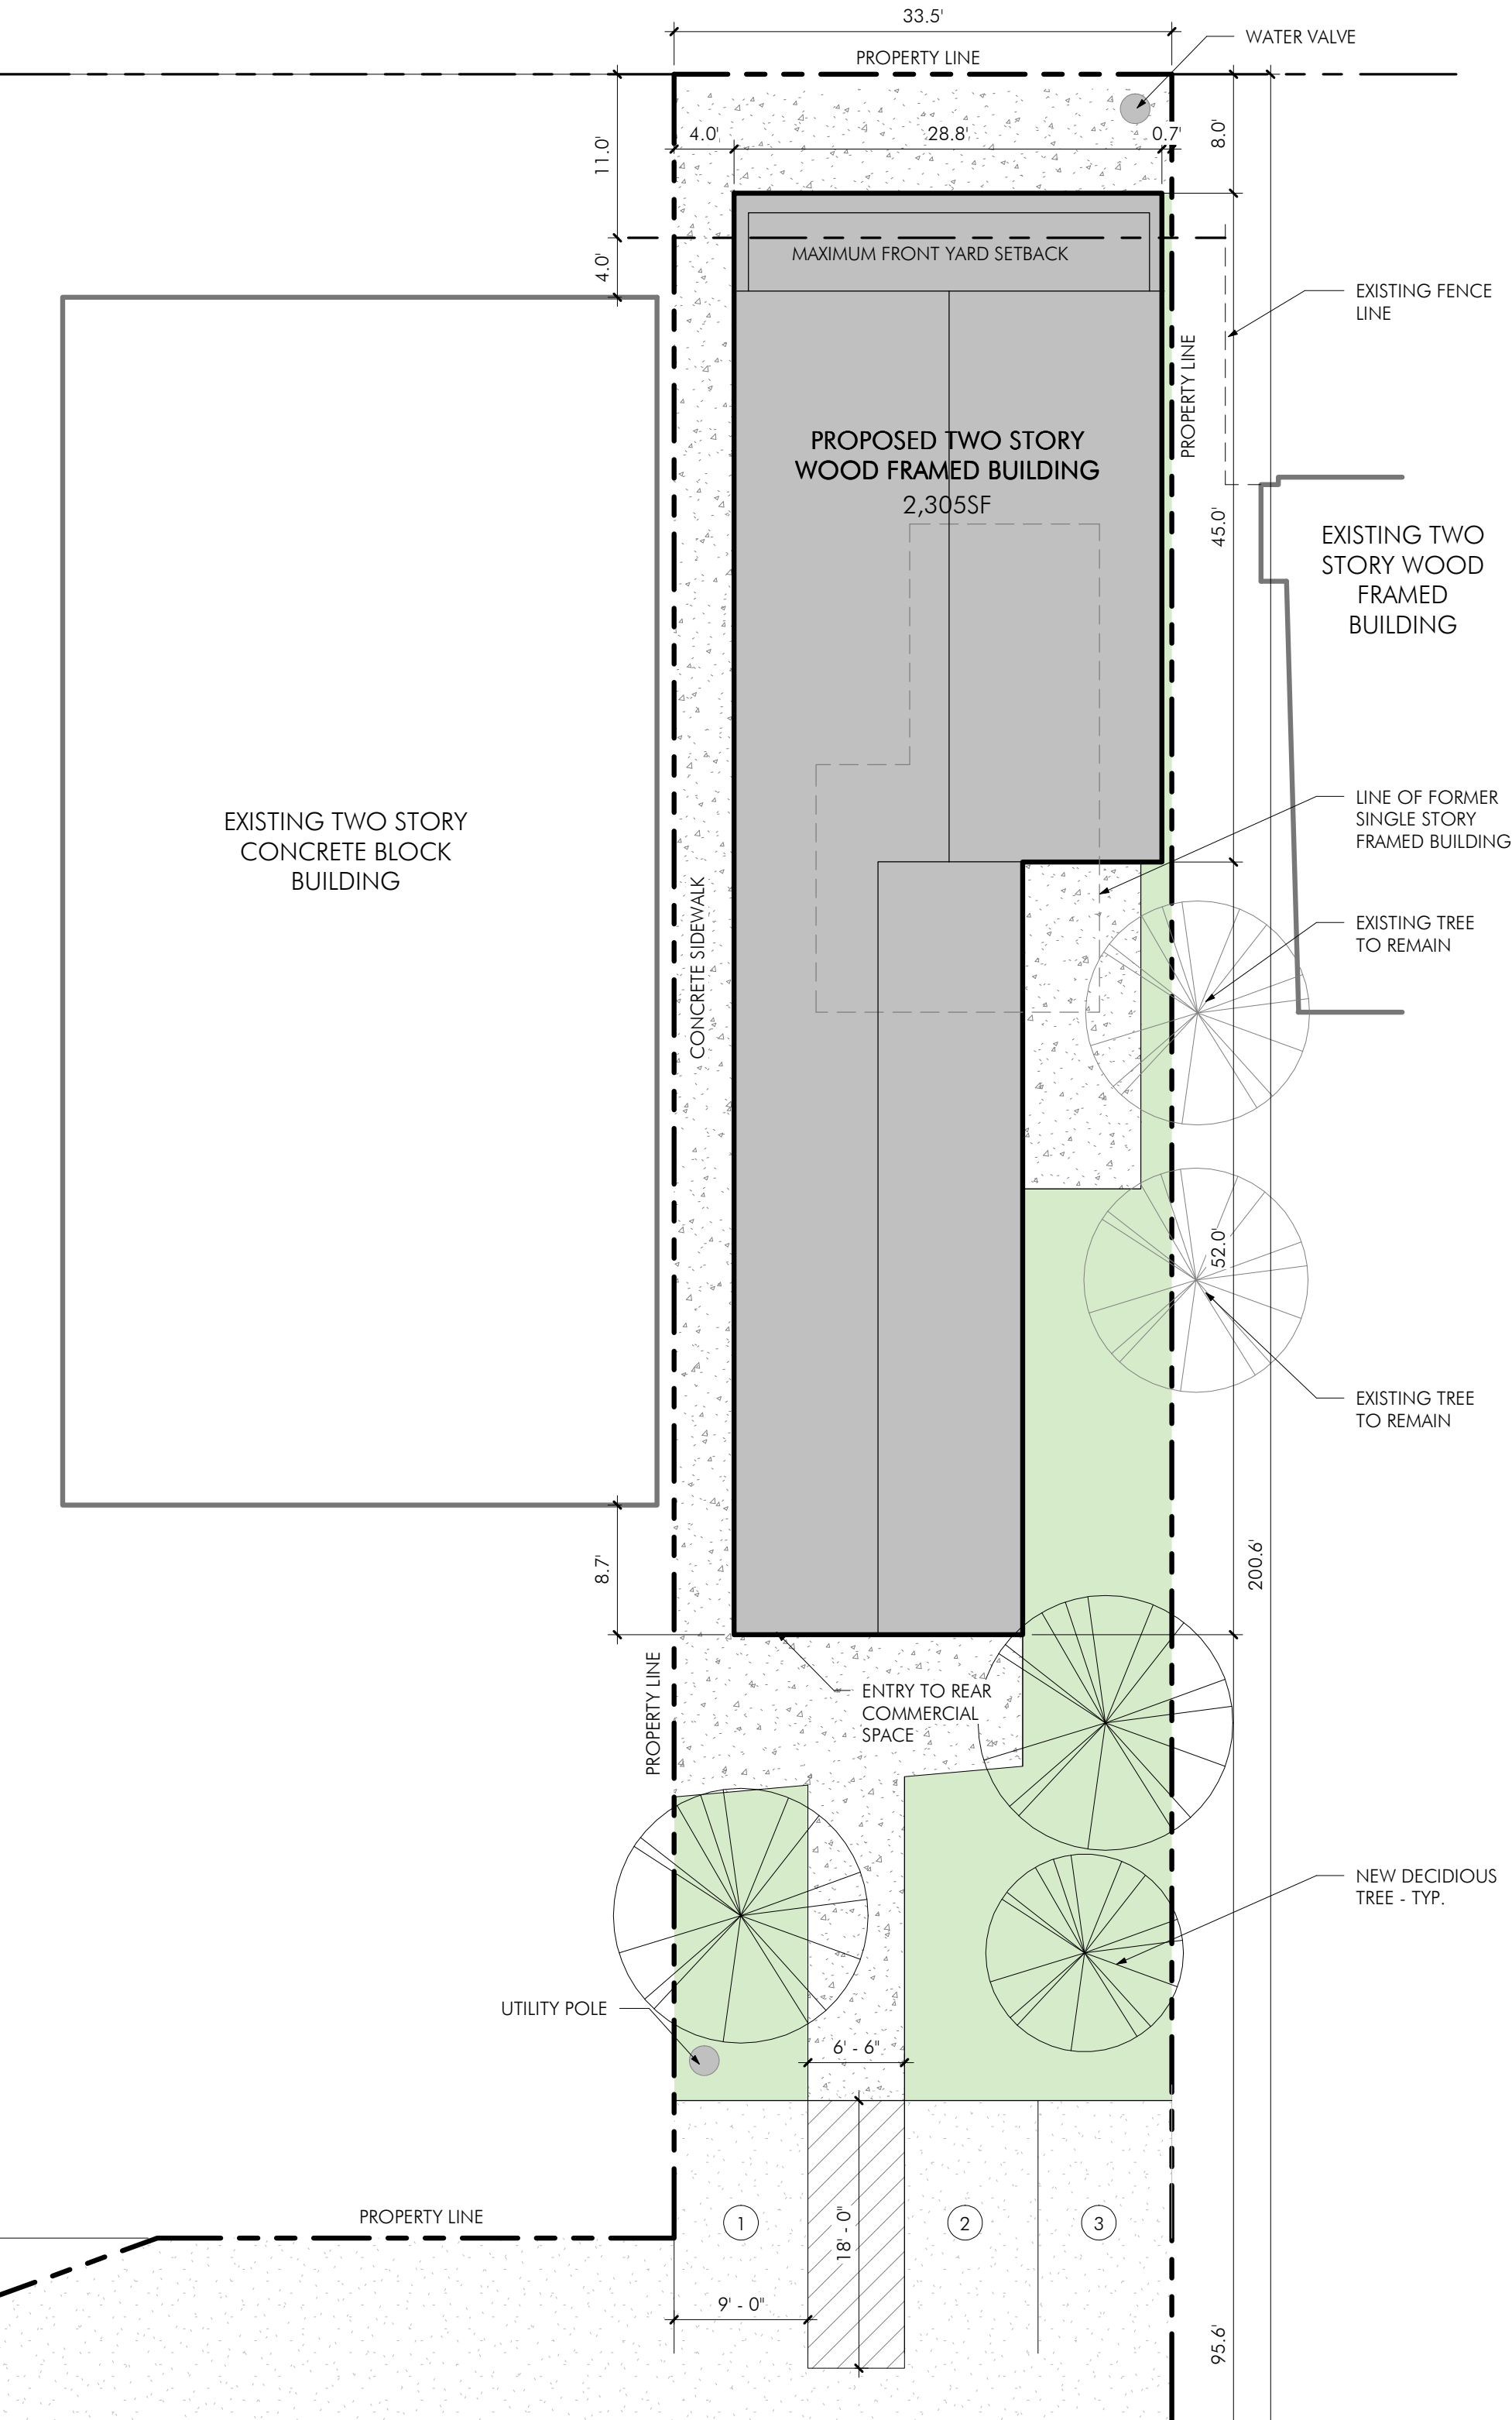 33.5'
WATER VALVE
PROPERTY LINE
11.0'
4.0'
28.8'
0.7'
8.0'
4.0'
MAXIMUM FRONT YARD SETBACK
EXISTING FENCE
LINE
PROPERTY LINE
PROPOSED TWO STORY
WOOD FRAMED BUILDING
2,305SF
45.0'
EXISTING TWO
STORY WOOD
FRAMED
BUILDING
LINE OF FORMER
SINGLE STORY
FRAMED BUILDING
EXISTING TWO STORY
CONCRETE BLOCK
BUILDING
CONCRETE SIDEWALK
EXISTING TREE
TO REMAIN
52.0'
EXISTING TREE
TO REMAIN
8.7'
200.6'
PROPERTY LINE
ENTRY TO REAR
COMMERCIAL
SPACE
NEW DECIDIOUS
TREE - TYP.
UTILITY POLE
6' - 6"
PROPERTY LINE
1
18' - 0"
2
3
9' - 0"
95.6'